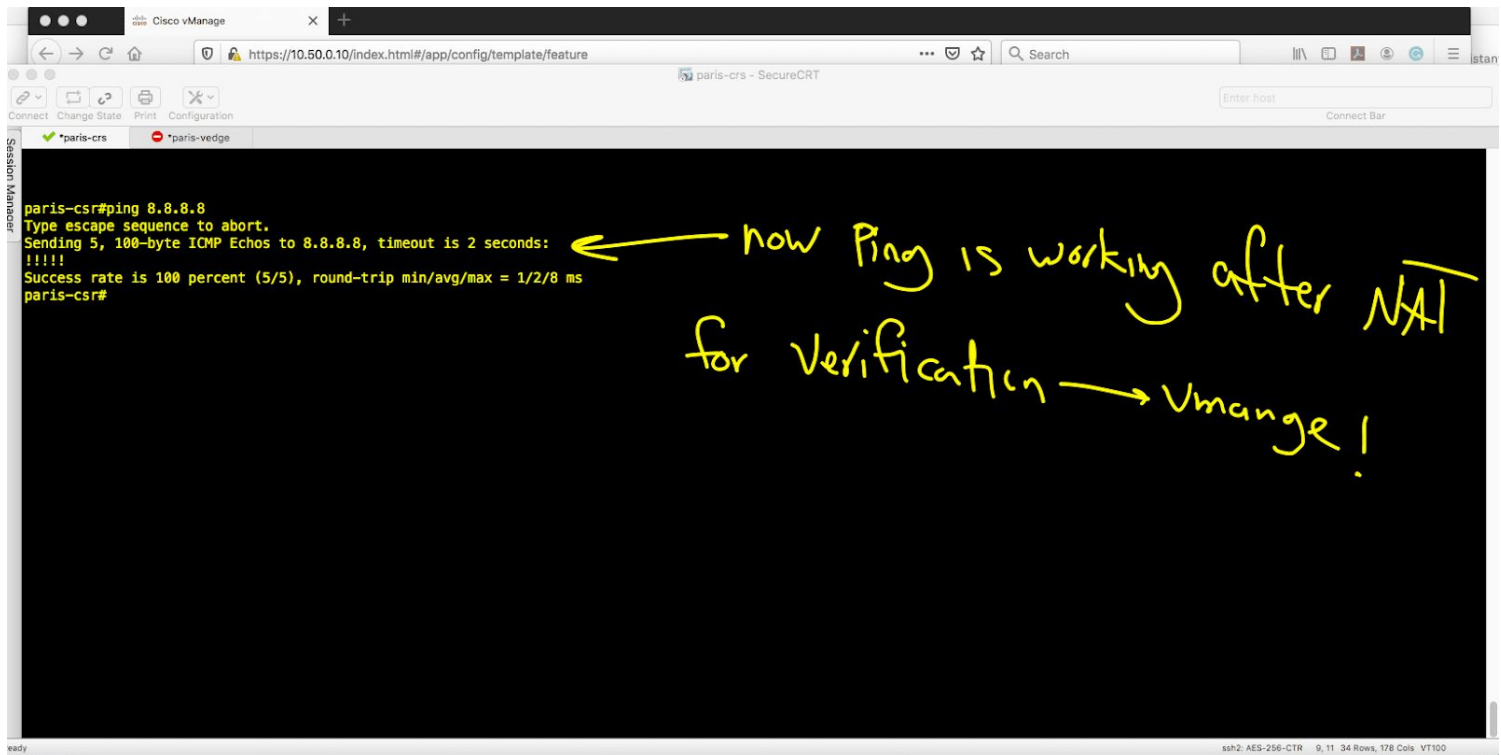 Cisco vManage
https://10.50.0.10/index.html#/app/config/template/feature
Search
istan
paris-crs - SecureCRT
Enter host
Connect Change State Print Configuration
Connect Bar
*paris-crs *paris-vedge
Session Manager
paris-csr#ping 8.8.8.8
Type escape sequence to abort.
Sending 5, 100-byte ICMP Echos to 8.8.8.8, timeout is 2 seconds:
!!!!!
Success rate is 100 percent (5/5), round-trip min/avg/max = 1/2/8 ms
paris-csr#
now Ping is working after NAT
for Verification → Vmange!
eady
ssh2: AES-256-CTR 9, 11 34 Rows, 178 Cols VT100